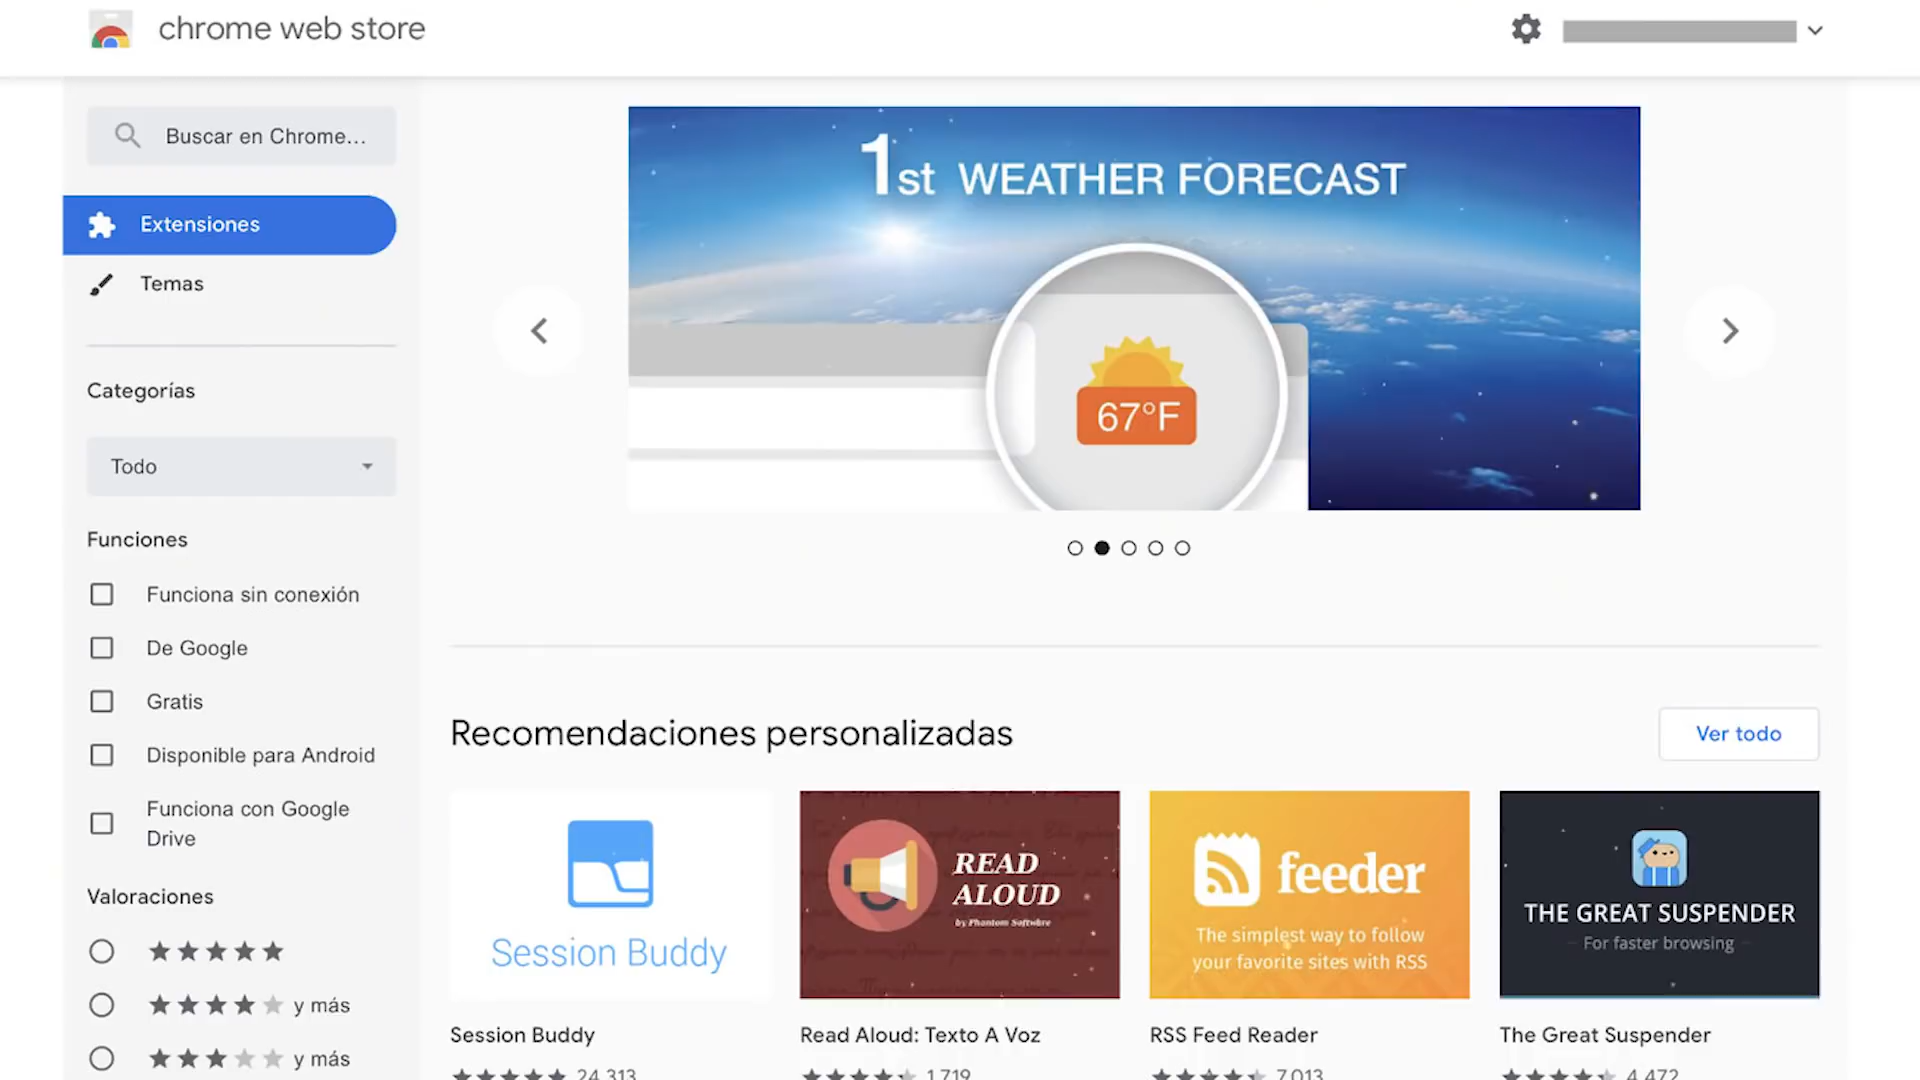 chrome web store
Buscar en Chrome...
Extensiones
Temas
Categorías
Todo
Funciones
Funciona sin conexión
De Google
Gratis
Disponible para Android
Funciona con Google
Drive
Valoraciones
y más
y más
1st WEATHER FORECAST
67°F
Recomendaciones personalizadas
Ver todo
Session Buddy
READ
ALOUD
by Phantom Software
feeder
The simplest way to follow
your favorite sites with RSS
THE GREAT SUSPENDER
For faster browsing
Session Buddy
Read Aloud: Texto A Voz
RSS Feed Reader
The Great Suspender
24.313
1.719
7.013
4.472